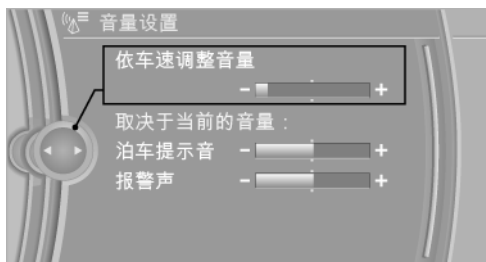 音量设置
依车速调整音量
- +
取决于当前的音量：
泊车提示音 - +
报警声 - +